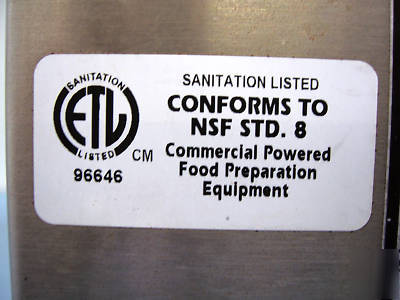 SANITATION
ETL
LISTED
CM
96646
SANITATION LISTED
CONFORMS TO
NSF STD. 8
Commercial Powered
Food Preparation
Equipment